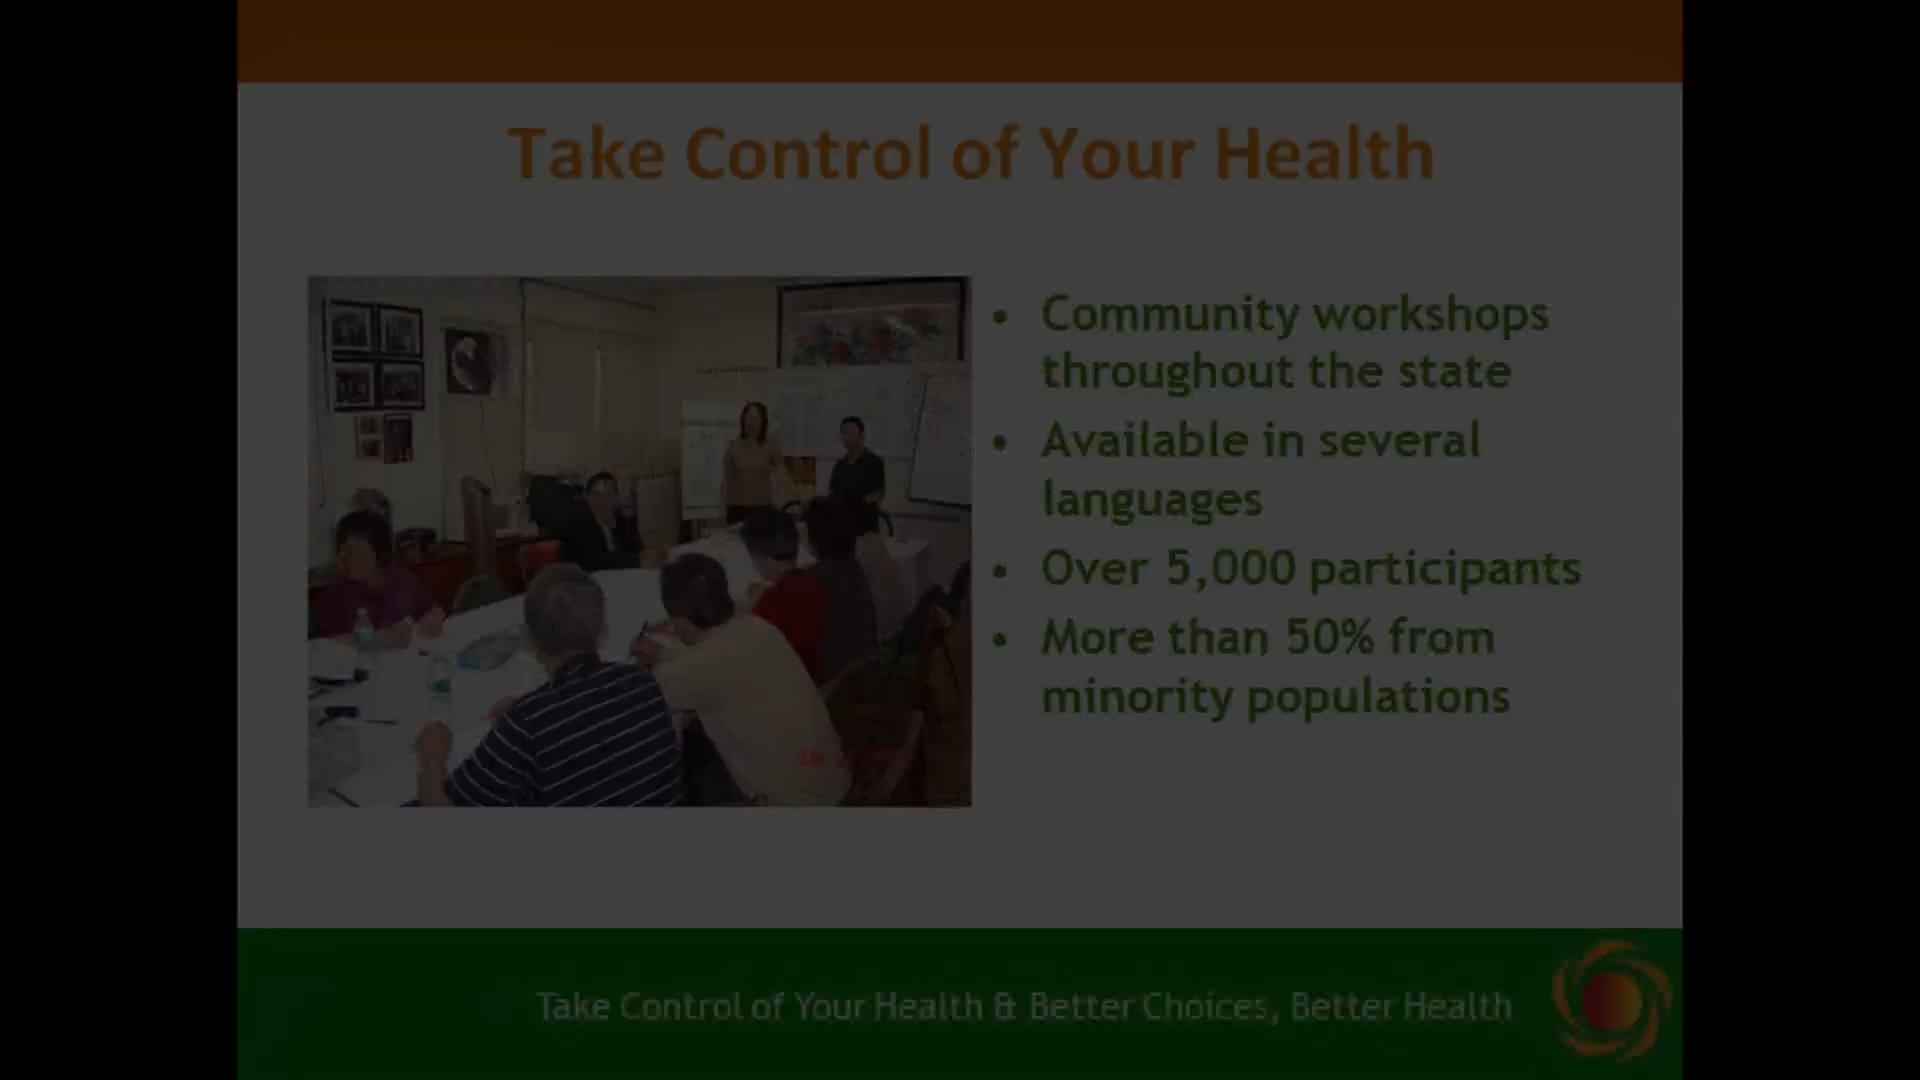 Take Control of Your Health
• Community workshops
throughout the state
• Available in several
languages
• Over 5,000 participants
• More than 50% from
minority populations
Take Control of Your Health & Better Choices, Better Health